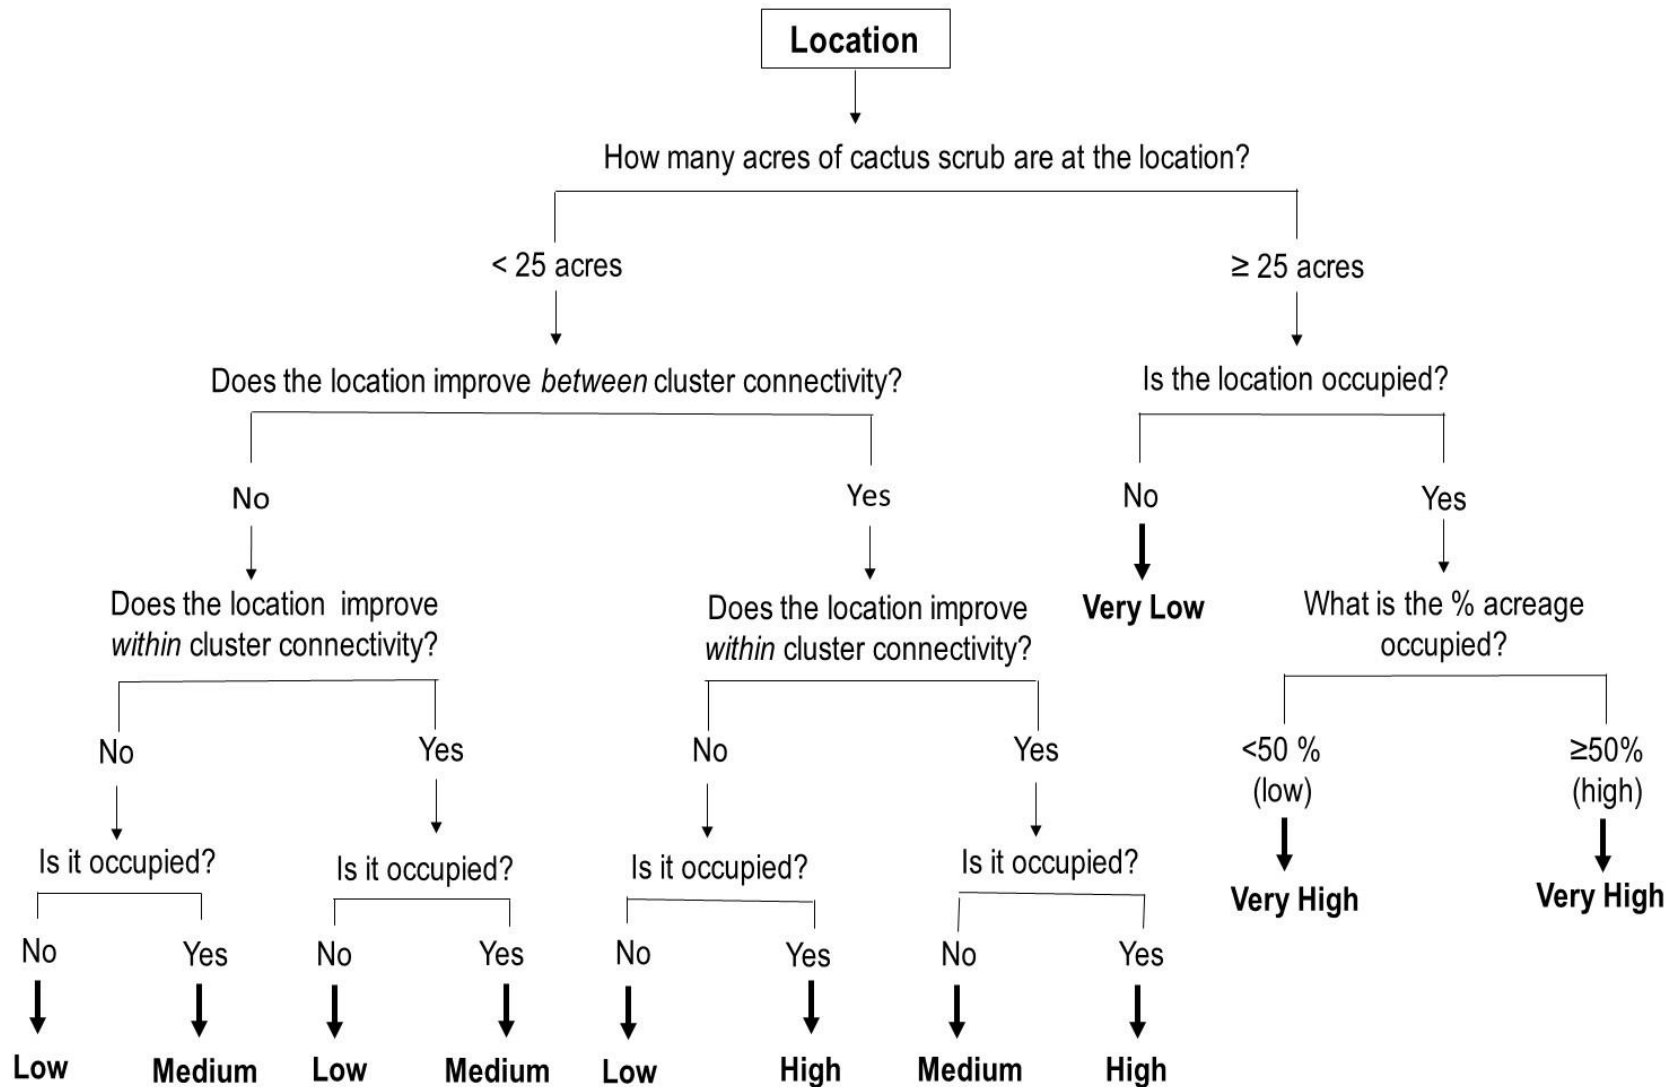 Location
How many acres of cactus scrub are at the location?
< 25 acres
≥ 25 acres
Does the location improve between cluster connectivity?
Is the location occupied?
No
Yes
No
Yes
Does the location improve
within cluster connectivity?
Does the location improve
within cluster connectivity?
Very Low
What is the % acreage
occupied?
No
Yes
No
Yes
<50 %
(low)
≥50%
(high)
Is it occupied?
Is it occupied?
Is it occupied?
Is it occupied?
Very High
Very High
No
Yes
No
Yes
No
Yes
No
Yes
Low
Medium
Low
Medium
Low
High
Medium
High